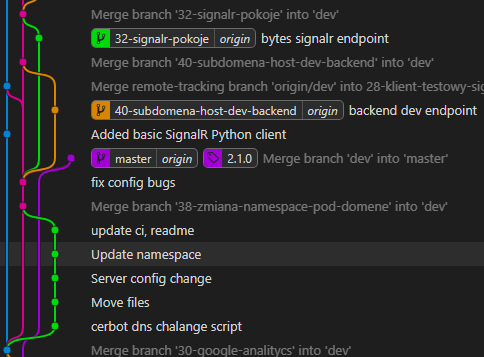 Merge branch '32-signalr-pokoje' into 'dev'
32-signalr-pokoje origin bytes signalr endpoint
Merge branch '40-subdomena-host-dev-backend' into 'dev'
Merge remote-tracking branch 'origin/dev' into 28-klient-testowy-sig
40-subdomena-host-dev-backend origin backend dev endpoint
Added basic SignalR Python client
master origin 2.1.0 Merge branch 'dev' into 'master'
fix config bugs
Merge branch '38-zmiana-namespace-pod-domene' into 'dev'
update ci, readme
Update namespace
Server config change
Move files
cerbot dns chalange script
Merge branch '30-google-analitycs' into 'dev'